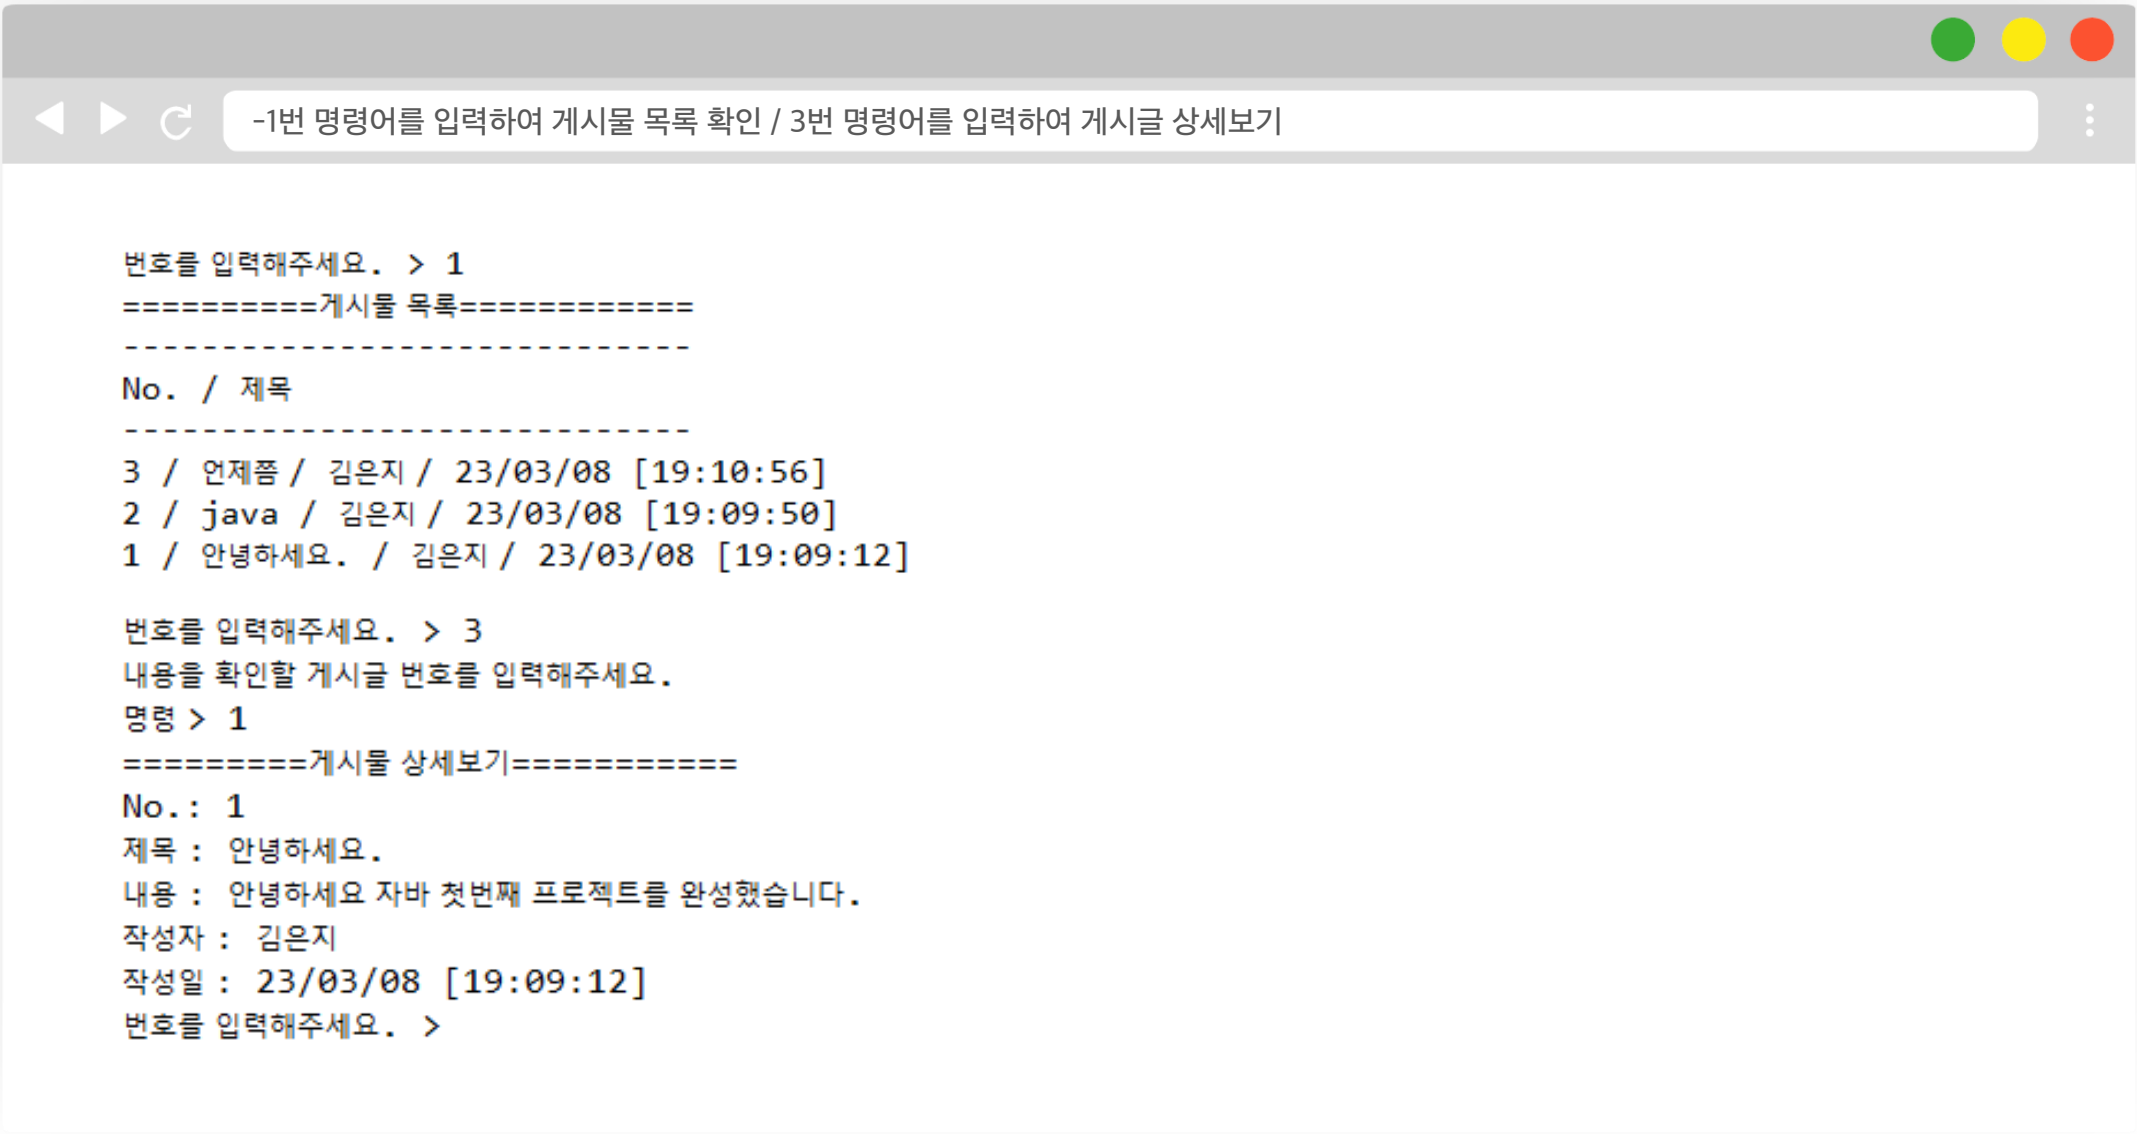 -1번 명령어를 입력하여 게시물 목록 확인 / 3번 명령어를 입력하여 게시글 상세보기
번호를 입력해주세요. > 1
==========게시물 목록============
-----------------------------
No. / 제목
-----------------------------
3 / 언제쯤 / 김은지 / 23/03/08 [19:10:56]
2 / java / 김은지 / 23/03/08 [19:09:50]
1 / 안녕하세요. / 김은지 / 23/03/08 [19:09:12]
번호를 입력해주세요. > 3
내용을 확인할 게시글 번호를 입력해주세요.
명령 > 1
=========게시물 상세보기===========
No.: 1
제목 : 안녕하세요.
내용 : 안녕하세요 자바 첫번째 프로젝트를 완성했습니다.
작성자 : 김은지
작성일 : 23/03/08 [19:09:12]
번호를 입력해주세요. >